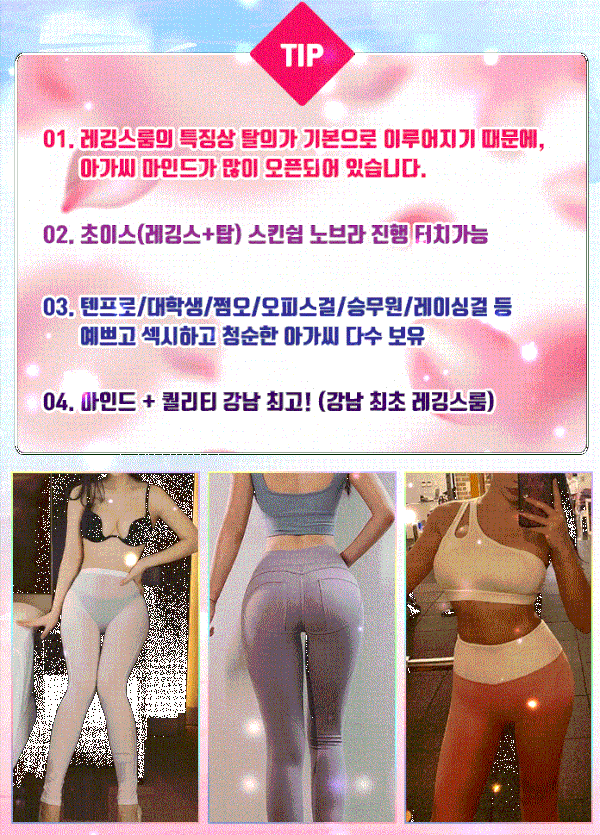 TIP
01. 레깅스룸의 특징상 탈의가 기본으로 이루어지기 때문에,
아가씨 마인드가 많이 오픈되어 있습니다.
02. 초이스(레깅스+탑) 스킨쉽 노브라 진행 터치가능
03. 텐프로/대학생/쩜오/오피스걸/승무원/레이싱걸 등
예쁘고 섹시하고 청순한 아가씨 다수 보유
04. 마인드 + 퀄리티 강남 최고! (강남 최초 레깅스룸)